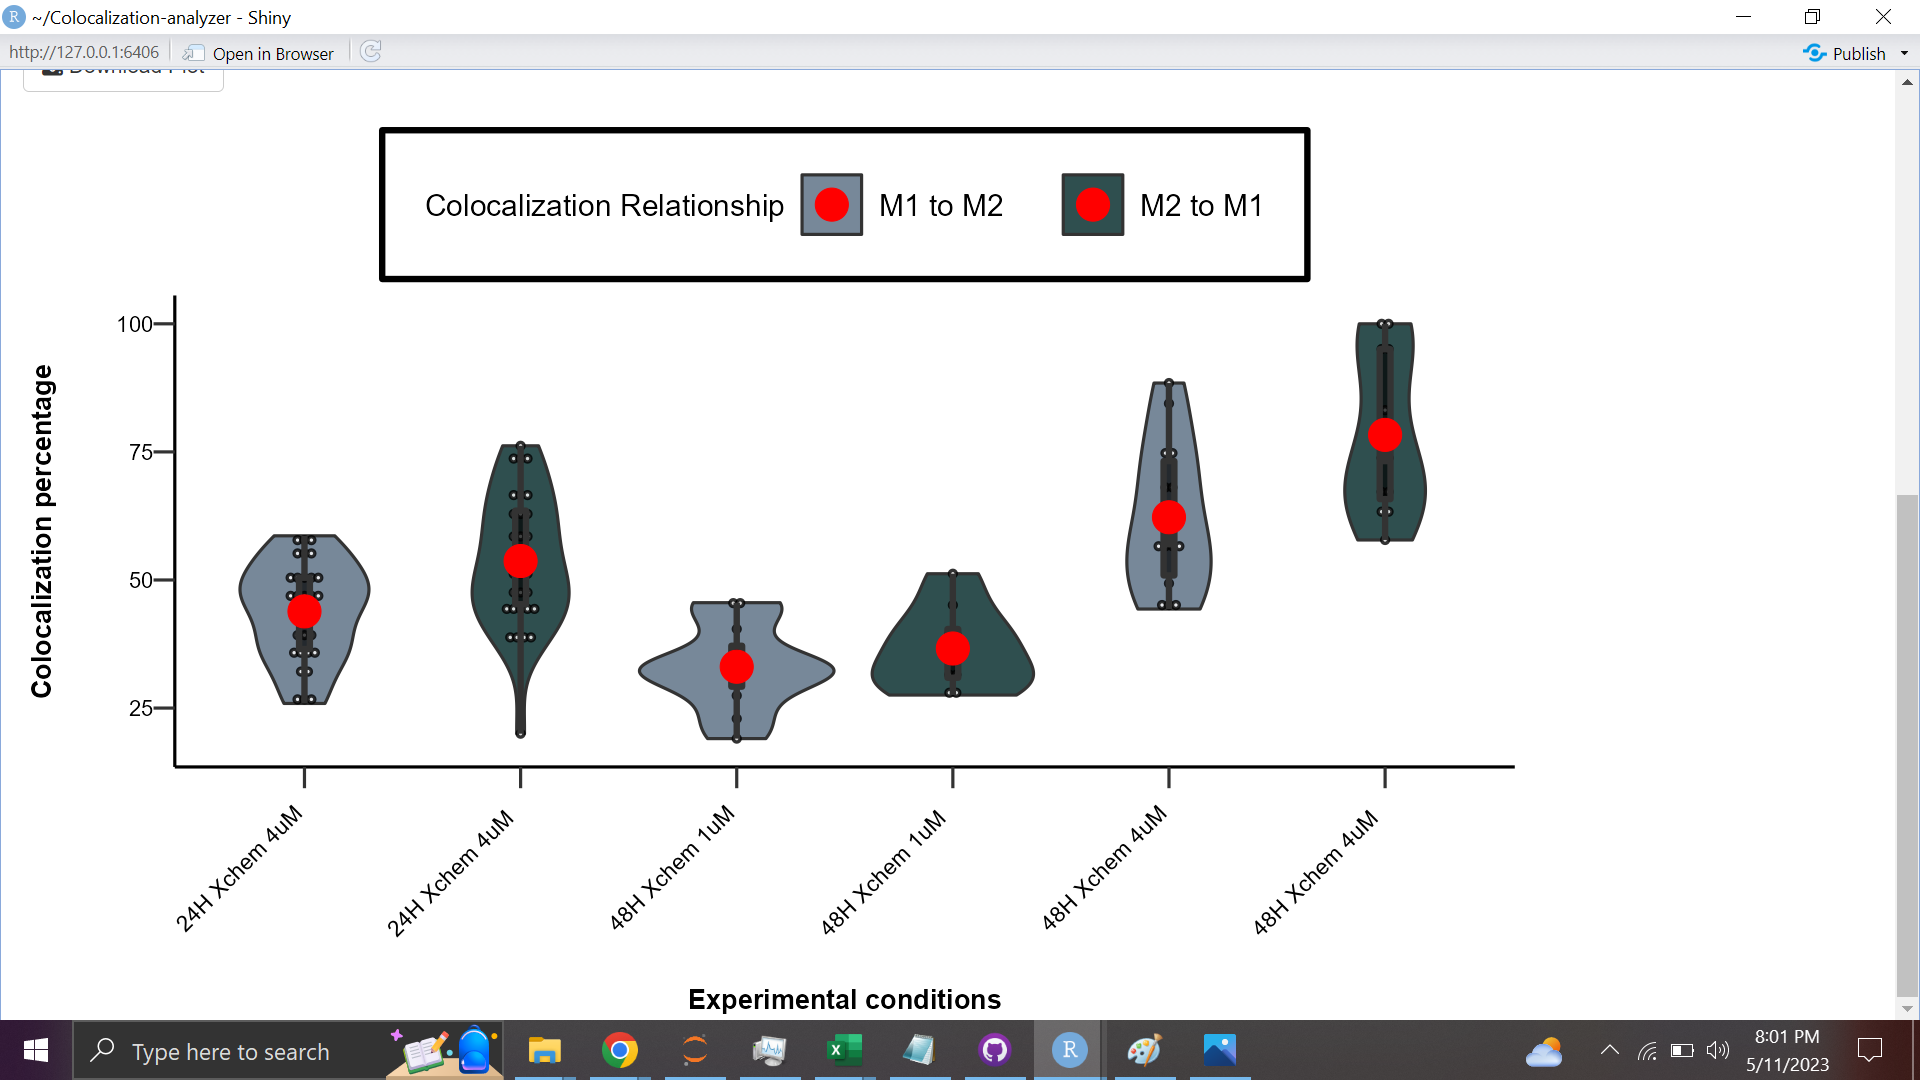 ~/Colocalization-analyzer - Shiny
http://127.0.0.1:6406
Open in Browser
Publish
Download Plot
Colocalization Relationship
M1 to M2
M2 to M1
100
75
50
25
Colocalization percentage
24H Xchem 4uM
24H Xchem 4uM
48H Xchem 1uM
48H Xchem 1uM
48H Xchem 4uM
48H Xchem 4uM
Experimental conditions
Type here to search
R
8:01 PM
5/11/2023